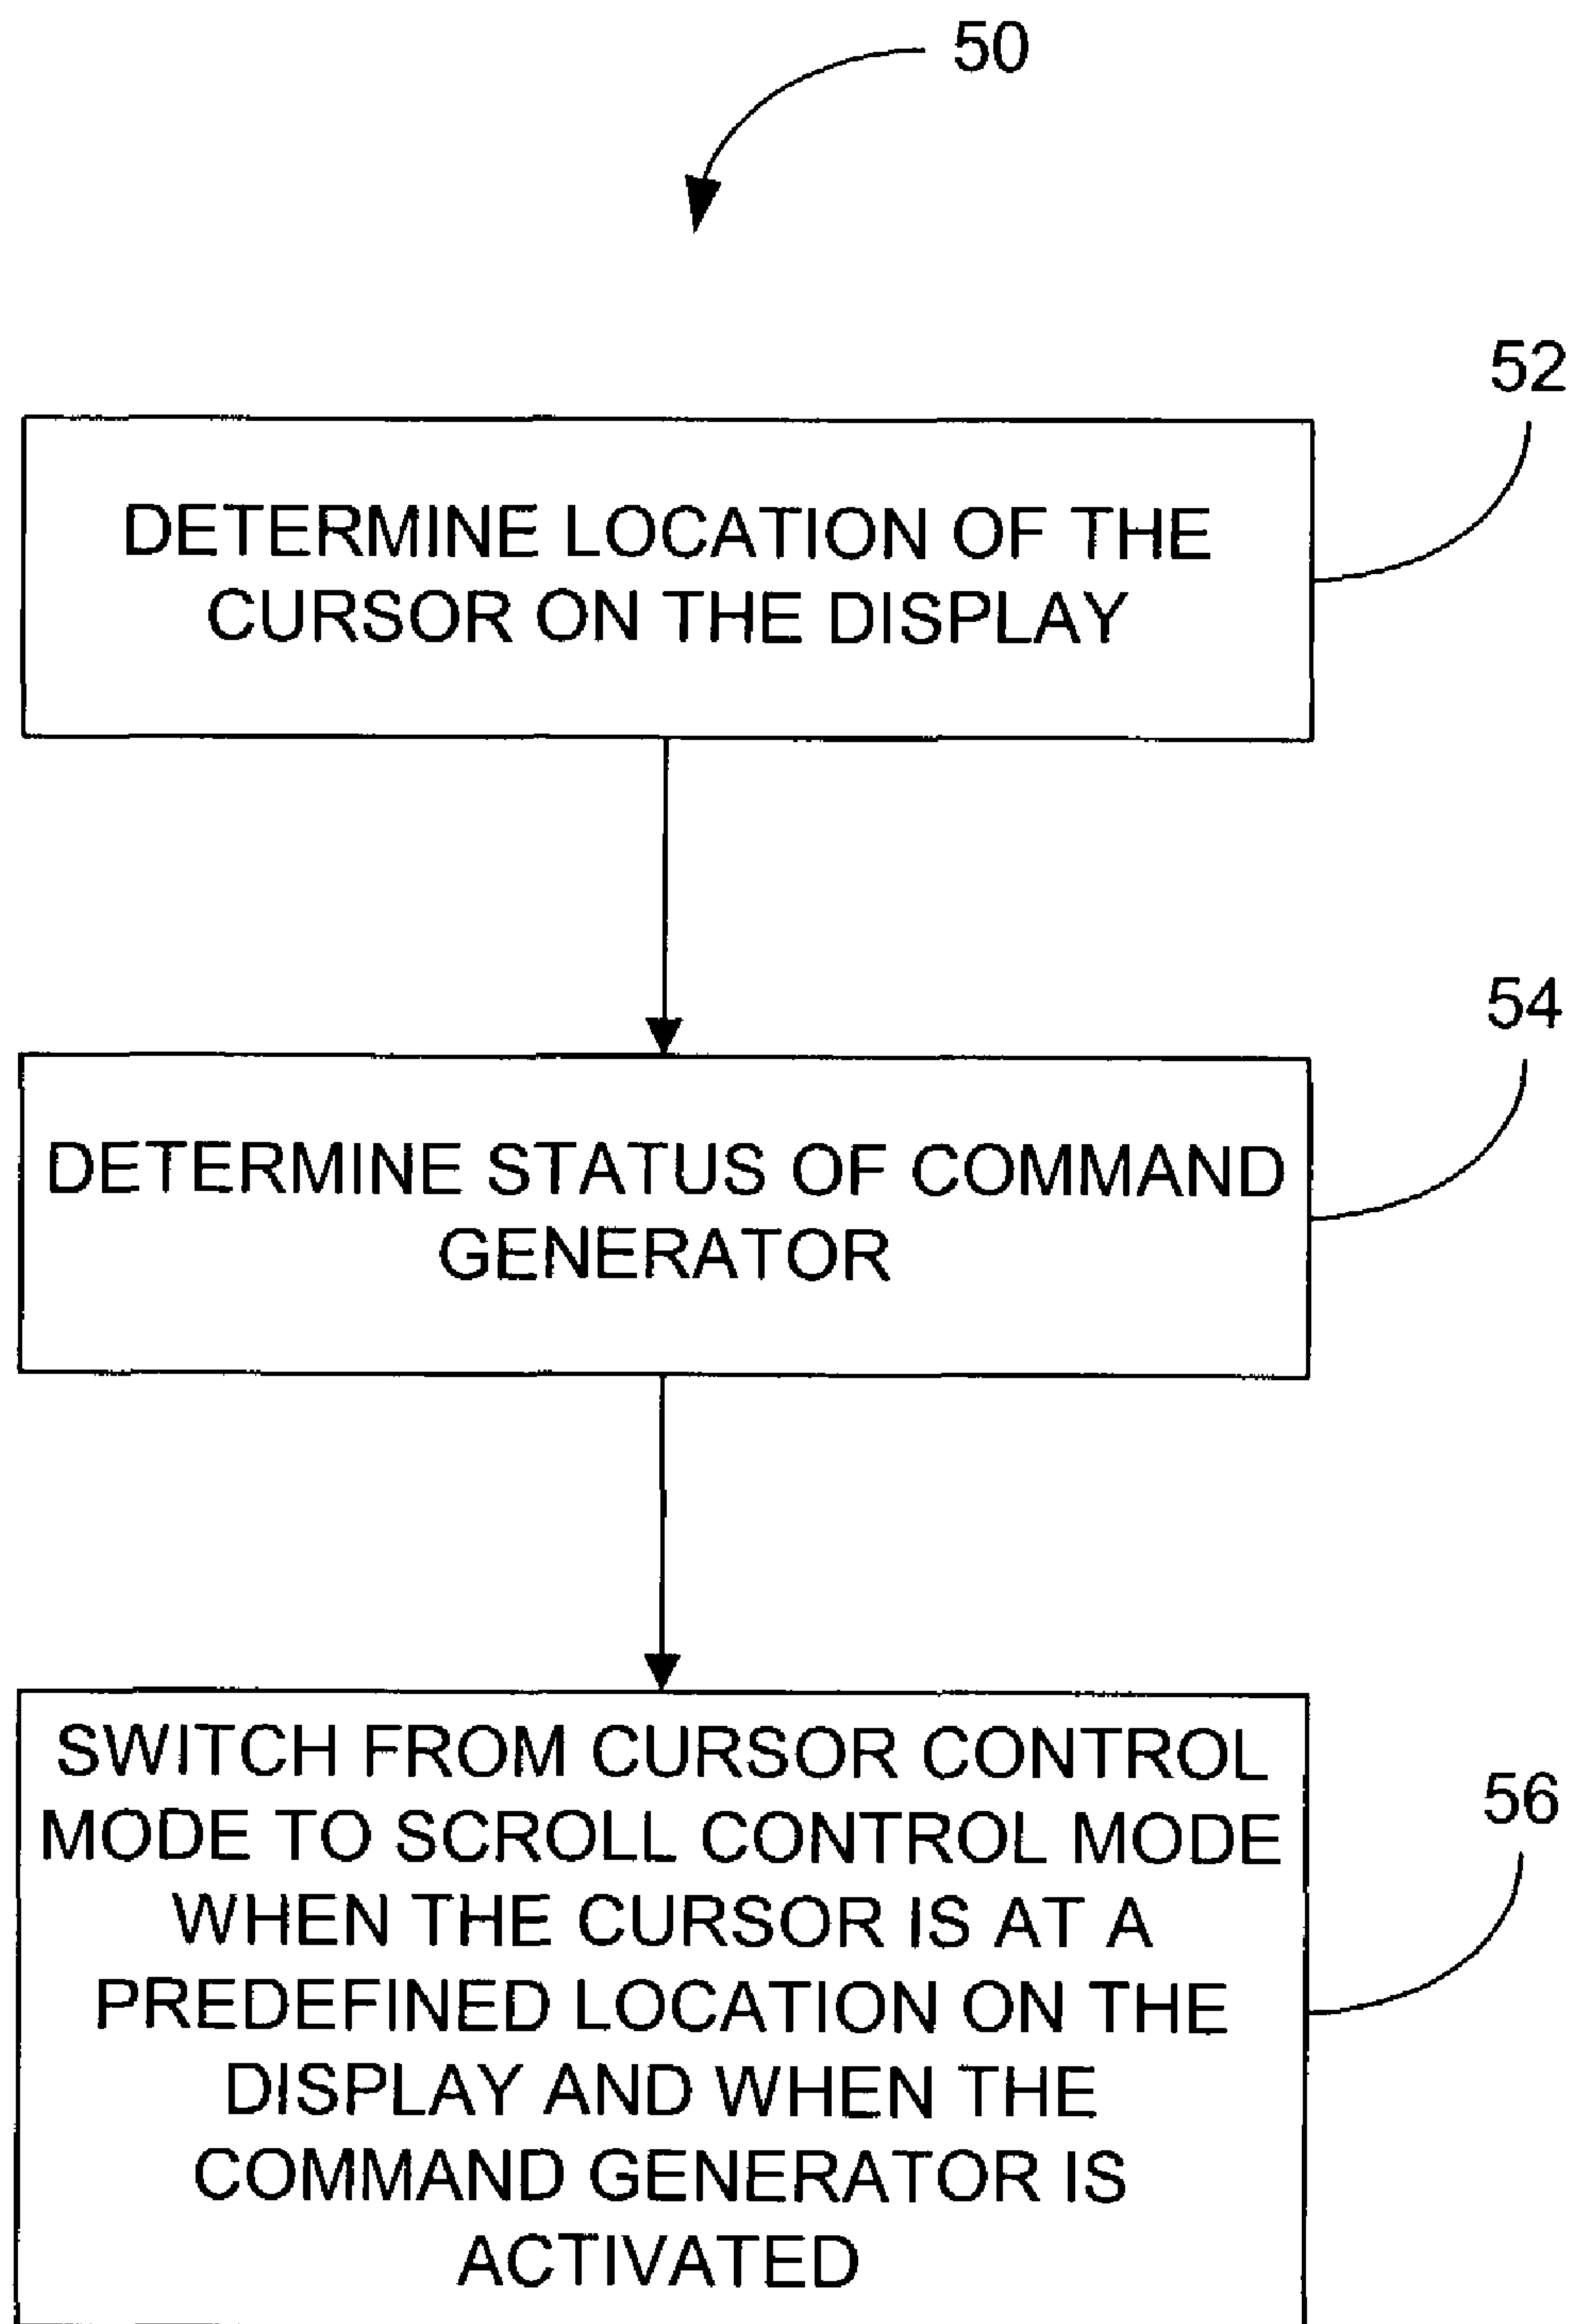 50
52
DETERMINE LOCATION OF THE
CURSOR ON THE DISPLAY
54
DETERMINE STATUS OF COMMAND
GENERATOR
SWITCH FROM CURSOR CONTROL
MODE TO SCROLL CONTROL MODE
56
WHEN THE CURSOR IS AT A
PREDEFINED LOCATION ON THE
DISPLAY AND WHEN THE
COMMAND GENERATOR IS
ACTIVATED